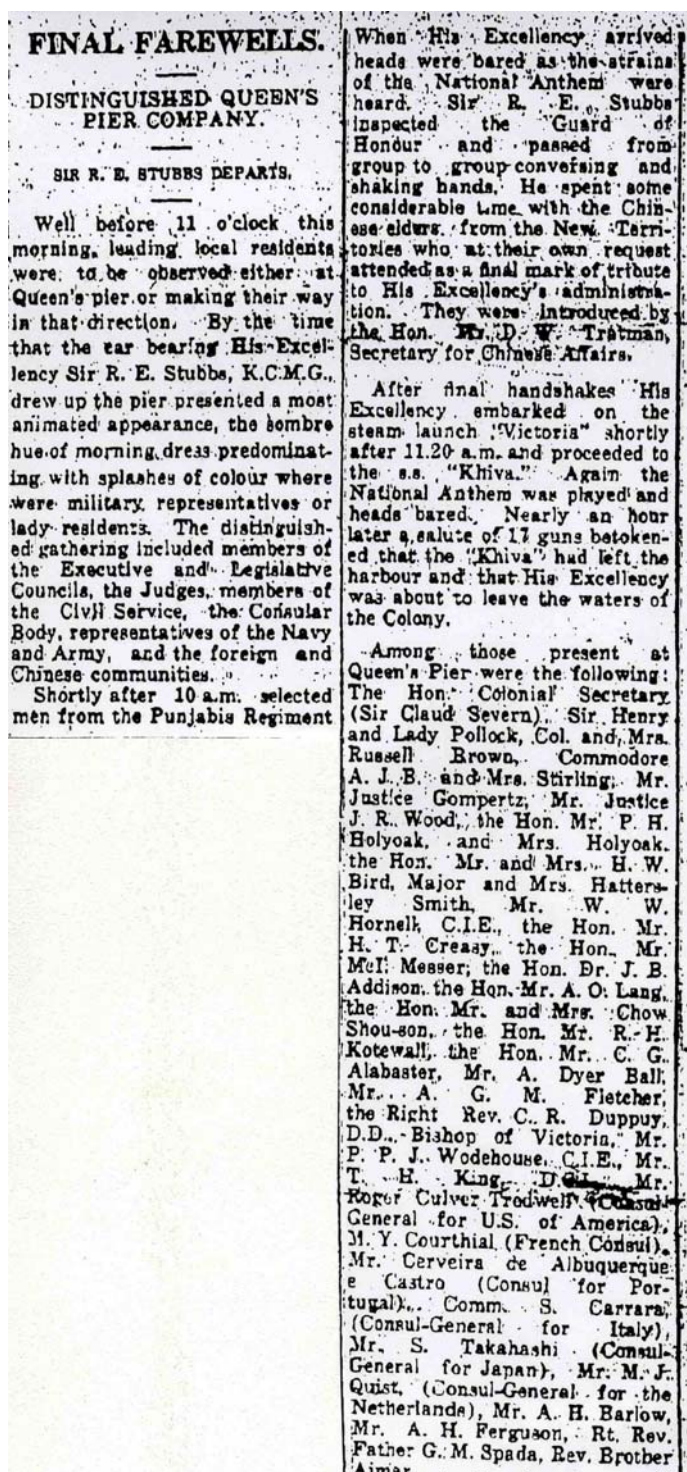 FINAL FAREWELLS.
DISTINGUISHED QUEEN'S
PIER COMPANY.
SIR R. E. STUBBS DEPARTS.
Well before 11 o'clock this
morning, leading local residents
were to be observed either at
Queen's pier or making their way
in that direction. By the time
that the car bearing His Excel-
lency Sir R. E. Stubbs, K.C.M.G.,
drew up the pier presented a most
animated appearance, the sombre
hue of morning dress predominat-
ing with splashes of colour where
were military representatives or
lady residents. The distinguish-
ed gathering included members of
the Executive and Legislative
Councils, the Judges, members of
the Civil Service, the Consular
Body, representatives of the Navy
and Army, and the foreign and
Chinese communities.
Shortly after 10 a.m. selected
men from the Punjabis Regiment
When His Excellency arrived
heads were bared as the strains
of the National Anthem were
heard. Sir R. E. Stubbs
inspected the Guard of
Honour and passed from
group to group conversing and
shaking hands. He spent some
considerable time with the Chin-
ese elders from the New Terri-
tories who at their own request
attended as a final mark of tribute
to His Excellency's administra-
tion. They were introduced by
the Hon. Mr. D. W. Tratman,
Secretary for Chinese Affairs.
After final handshakes His
Excellency embarked on the
steam launch "Victoria" shortly
after 11.20 a.m. and proceeded to
the s.s. "Khiva." Again the
National Anthem was played and
heads bared. Nearly an hour
later a salute of 17 guns betoken-
ed that the "Khiva" had left the
harbour and that His Excellency
was about to leave the waters of
the Colony.
Among those present at
Queen's Pier were the following:
The Hon. Colonial Secretary
(Sir Claud Severn), Sir Henry
and Lady Pollock, Col. and Mrs.
Russell Brown, Commodore
A. J. B. and Mrs. Stirling, Mr.
Justice Gompertz, Mr. Justice
J. R. Wood, the Hon. Mr. P. H.
Holyoak and Mrs. Holyoak,
the Hon. Mr. and Mrs. H. W.
Bird, Major and Mrs. Hatters-
ley Smith, Mr. W. W.
Hornell, C.I.E., the Hon. Mr.
H. T. Creasy, the Hon. Mr.
McI. Messer, the Hon. Dr. J. B.
Addison, the Hon. Mr. A. O. Lang,
the Hon. Mr. and Mrs. Chow
Shou-son, the Hon. Mr. R. H.
Kotewall, the Hon. Mr. C. G.
Alabaster, Mr. A. Dyer Ball,
Mr. A. G. M. Fletcher,
the Right Rev. C. R. Duppuy,
D.D., Bishop of Victoria, Mr.
P. P. J. Wodehouse, C.I.E., Mr.
T. H. King, Mr.
Roger Culver Tredwell (Consul-
General for U.S. of America),
M. Y. Courthial (French Consul),
Mr. Cerveira de Albuquerque
e Castro (Consul for Por-
tugal), Comm. S. Carrara,
(Consul-General for Italy),
Mr. S. Takahashi (Consul-
General for Japan), Mr. M. J.
Quist, (Consul-General for the
Netherlands), Mr. A. H. Barlow,
Mr. A. H. Ferguson, Rt. Rev.
Father G. M. Spada, Rev. Brother